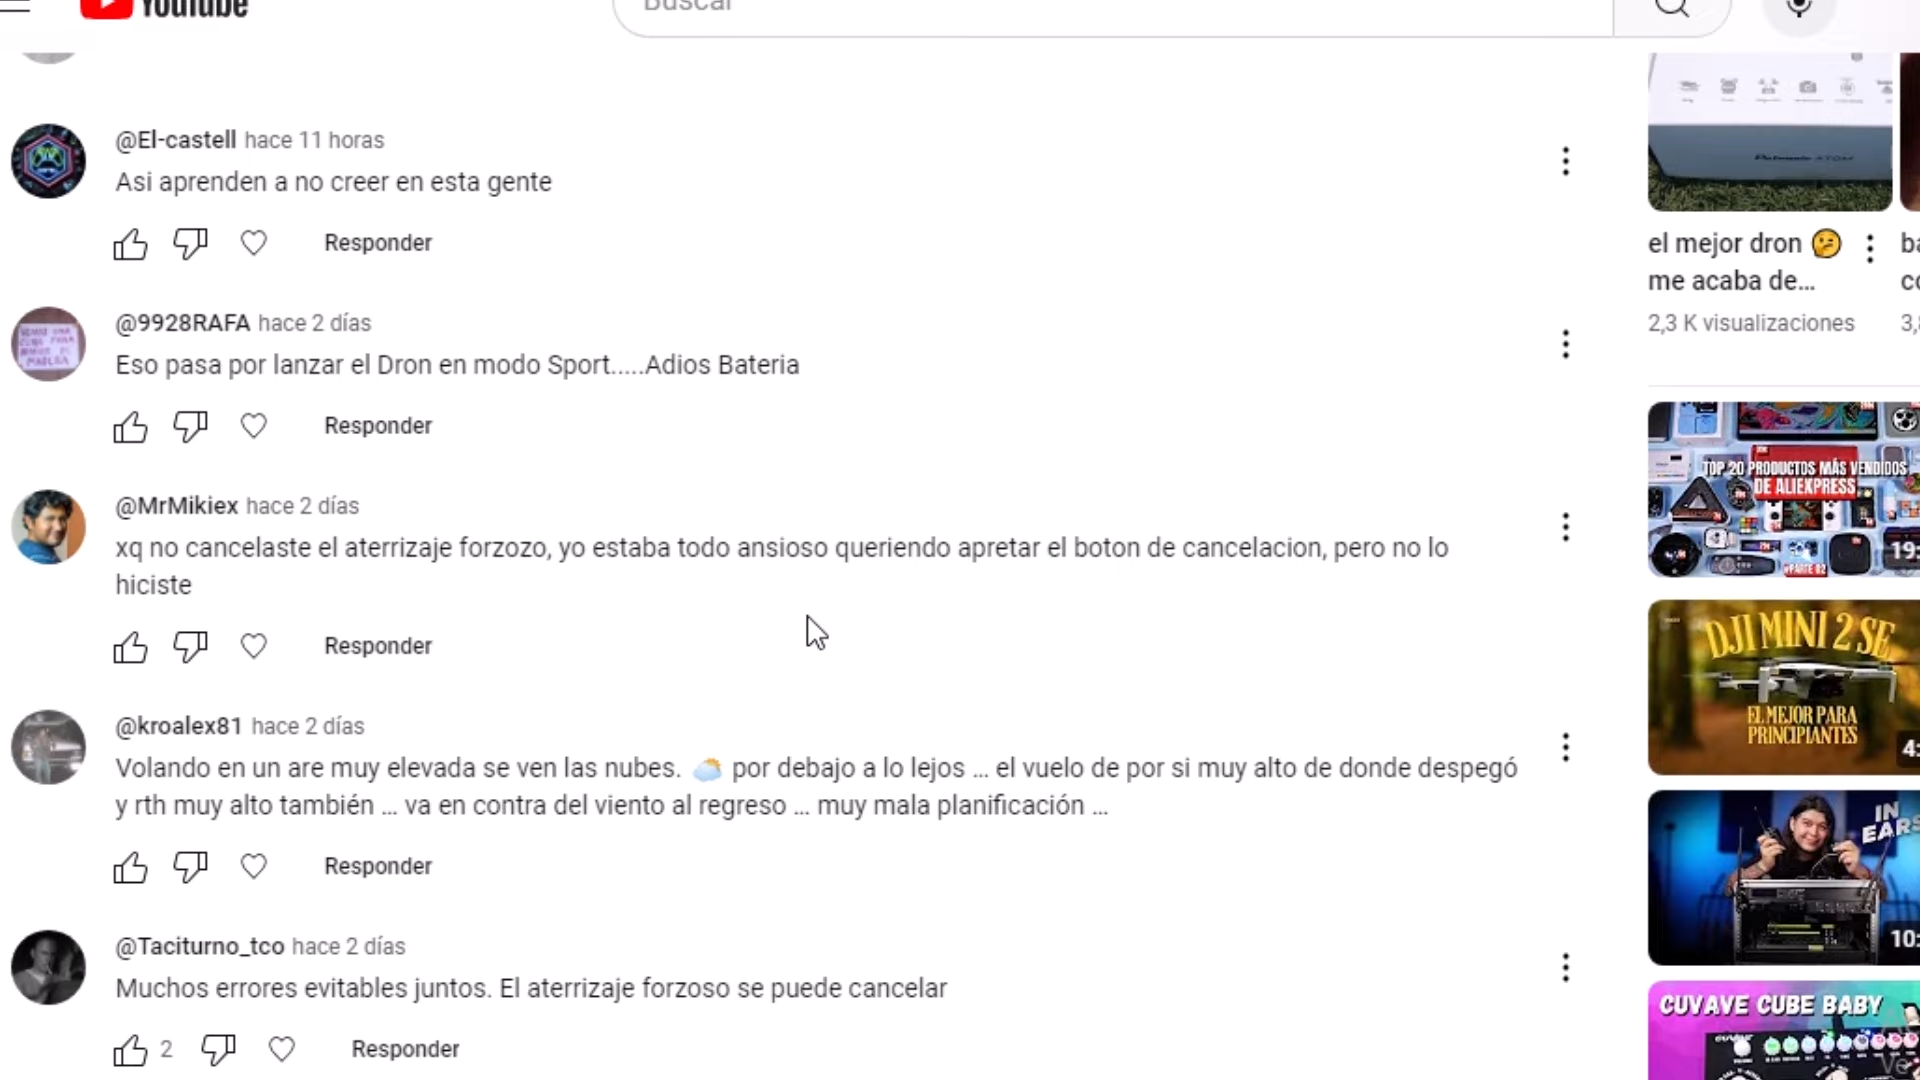 YouTube
Buscar
@El-castell hace 11 horas
Asi aprenden a no creer en esta gente
Responder
@9928RAFA hace 2 días
Eso pasa por lanzar el Dron en modo Sport.....Adios Bateria
Responder
@MrMikiex hace 2 días
xq no cancelaste el aterrizaje forzozo, yo estaba todo ansioso queriendo apretar el boton de cancelacion, pero no lo
hiciste
Responder
@kroalex81 hace 2 días
Volando en un are muy elevada se ven las nubes. ⛅ por debajo a lo lejos ... el vuelo de por si muy alto de donde despegó
y rth muy alto también ... va en contra del viento al regreso ... muy mala planificación ...
Responder
@Taciturno_tco hace 2 días
Muchos errores evitables juntos. El aterrizaje forzoso se puede cancelar
2
Responder
el mejor dron 🤔
me acaba de...
2,3 K visualizaciones
TOP 20 PRODUCTOS MÁS VENDIDOS
DE ALIEXPRESS
#PARTE 02
19:
DJI MINI 2 SE
EL MEJOR PARA
PRINCIPIANTES
4:
IN
EARS
10:
CUVAVE CUBE BABY